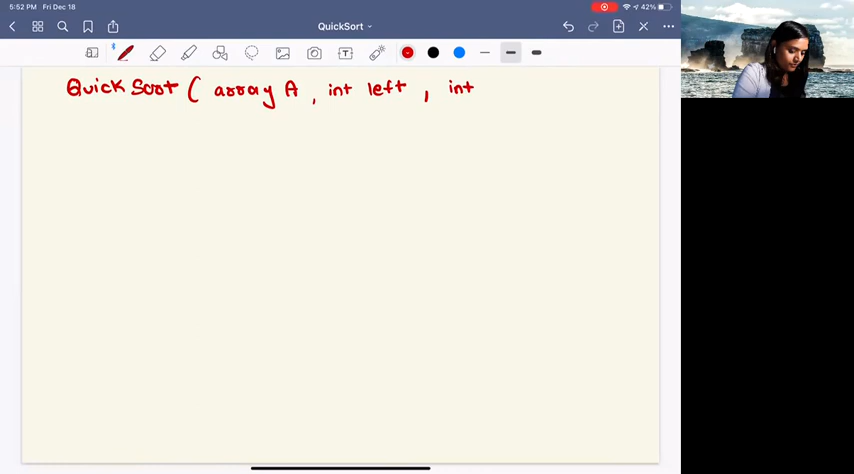 5:52 PM Fri Dec 18
42%
QuickSort
QuickSort ( array A , int left , int